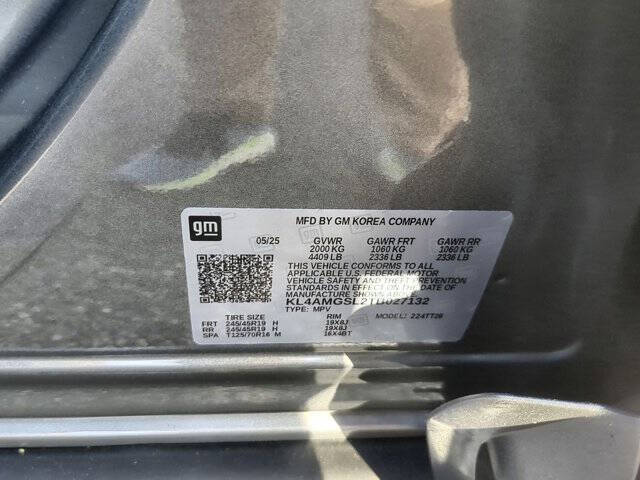 gm
MFD BY GM KOREA COMPANY
05/25 GVWR GAWR FRT GAWR RR
2000 KG 1060 KG 1060 KG
4409 LB 2336 LB 2336 LB
THIS VEHICLE CONFORMS TO ALL
APPLICABLE U.S. FEDERAL MOTOR
VEHICLE SAFETY AND THEFT PREVENTION
STANDARDS IN EFFECT ON THE DATE OF
MANUFACTURE SHOWN ABOVE.
KL4AMGSL2TB027132
TYPE: MPV MODEL: 224TT26
TIRE SIZE RIM
FRT 245/45R19 H 19X8J
RR 245/45R19 H 19X8J
SPA T125/70R16 M 16X4BT